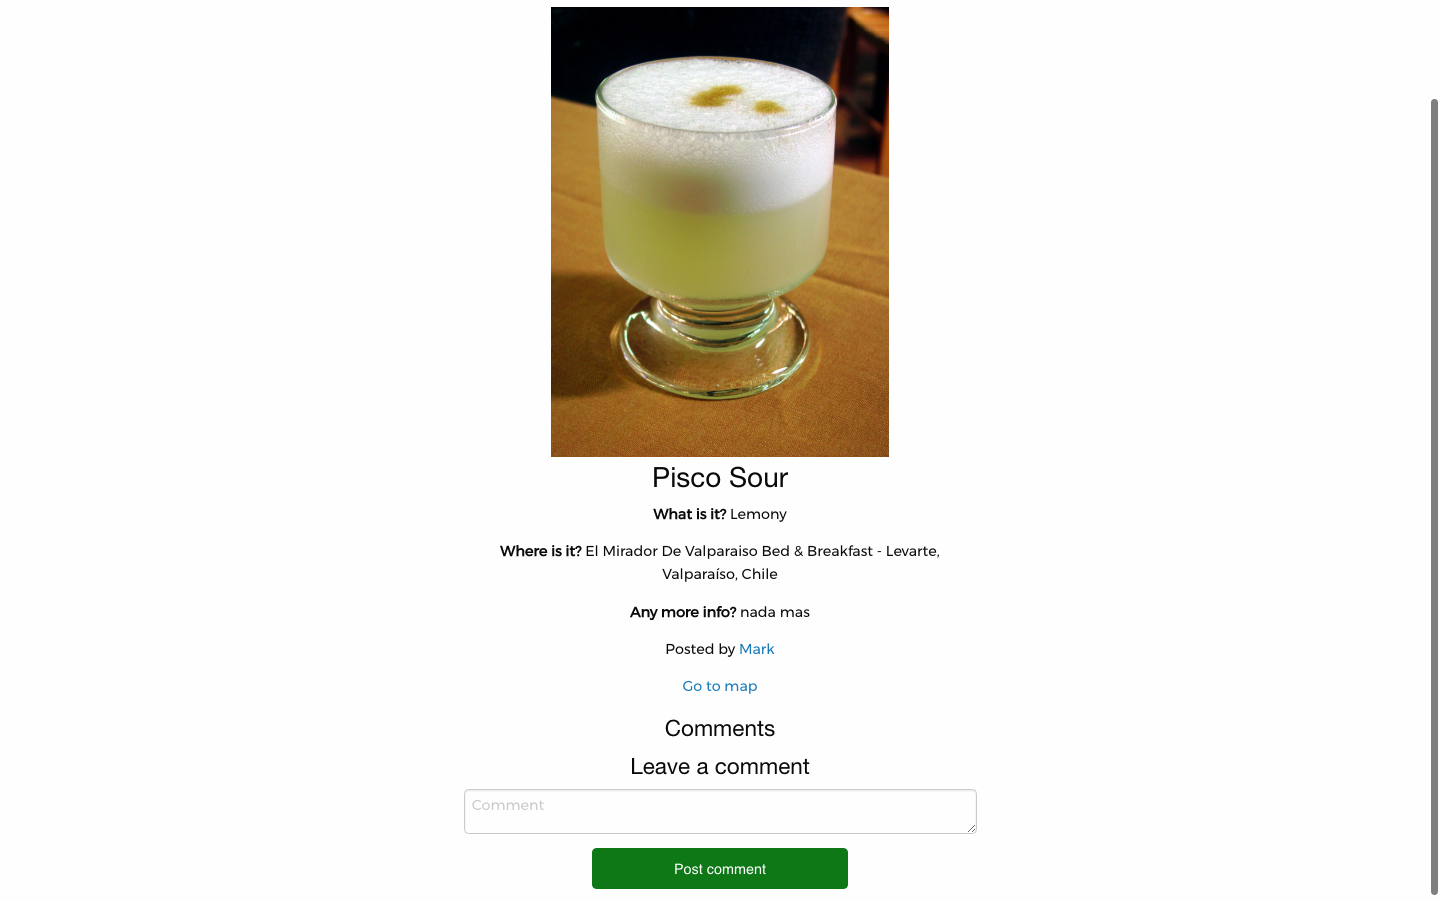 Pisco Sour
What is it? Lemony
Where is it? El Mirador De Valparaiso Bed & Breakfast - Levarte,
Valparaíso, Chile
Any more info? nada mas
Posted by Mark
Go to map
Comments
Leave a comment
Comment
Post comment